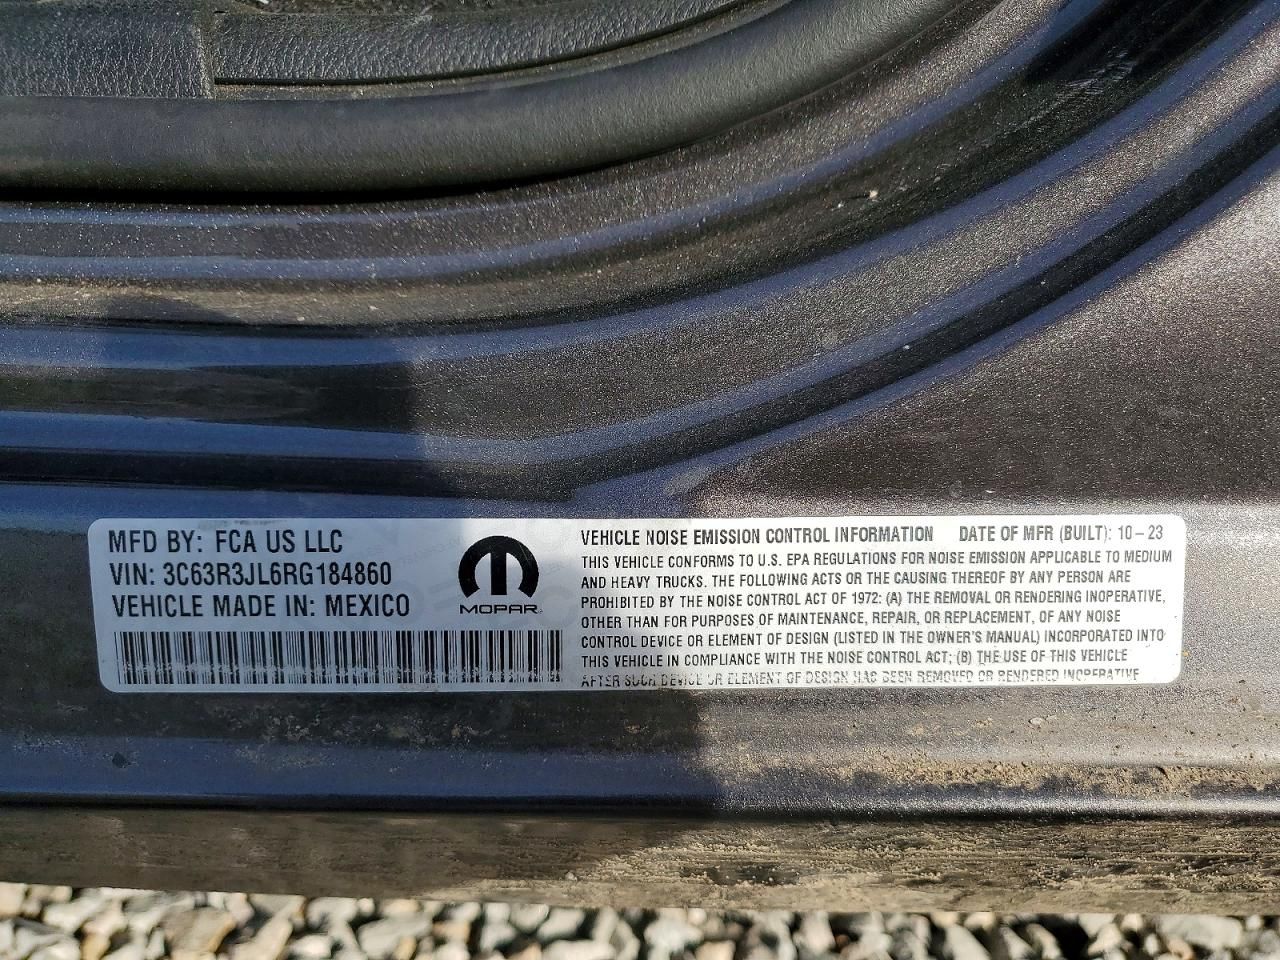 MFD BY: FCA US LLC
VIN: 3C63R3JL6RG184860
VEHICLE MADE IN: MEXICO
MOPAR
VEHICLE NOISE EMISSION CONTROL INFORMATION DATE OF MFR (BUILT): 10-23
THIS VEHICLE CONFORMS TO U.S. EPA REGULATIONS FOR NOISE EMISSION APPLICABLE TO MEDIUM
AND HEAVY TRUCKS. THE FOLLOWING ACTS OR THE CAUSING THEREOF BY ANY PERSON ARE
PROHIBITED BY THE NOISE CONTROL ACT OF 1972: (A) THE REMOVAL OR RENDERING INOPERATIVE,
OTHER THAN FOR PURPOSES OF MAINTENANCE, REPAIR, OR REPLACEMENT, OF ANY NOISE
CONTROL DEVICE OR ELEMENT OF DESIGN (LISTED IN THE OWNER'S MANUAL) INCORPORATED INTO
THIS VEHICLE IN COMPLIANCE WITH THE NOISE CONTROL ACT; (B) THE USE OF THIS VEHICLE
AFTER SUCH DEVICE OR ELEMENT OF DESIGN HAS BEEN REMOVED OR RENDERED INOPERATIVE